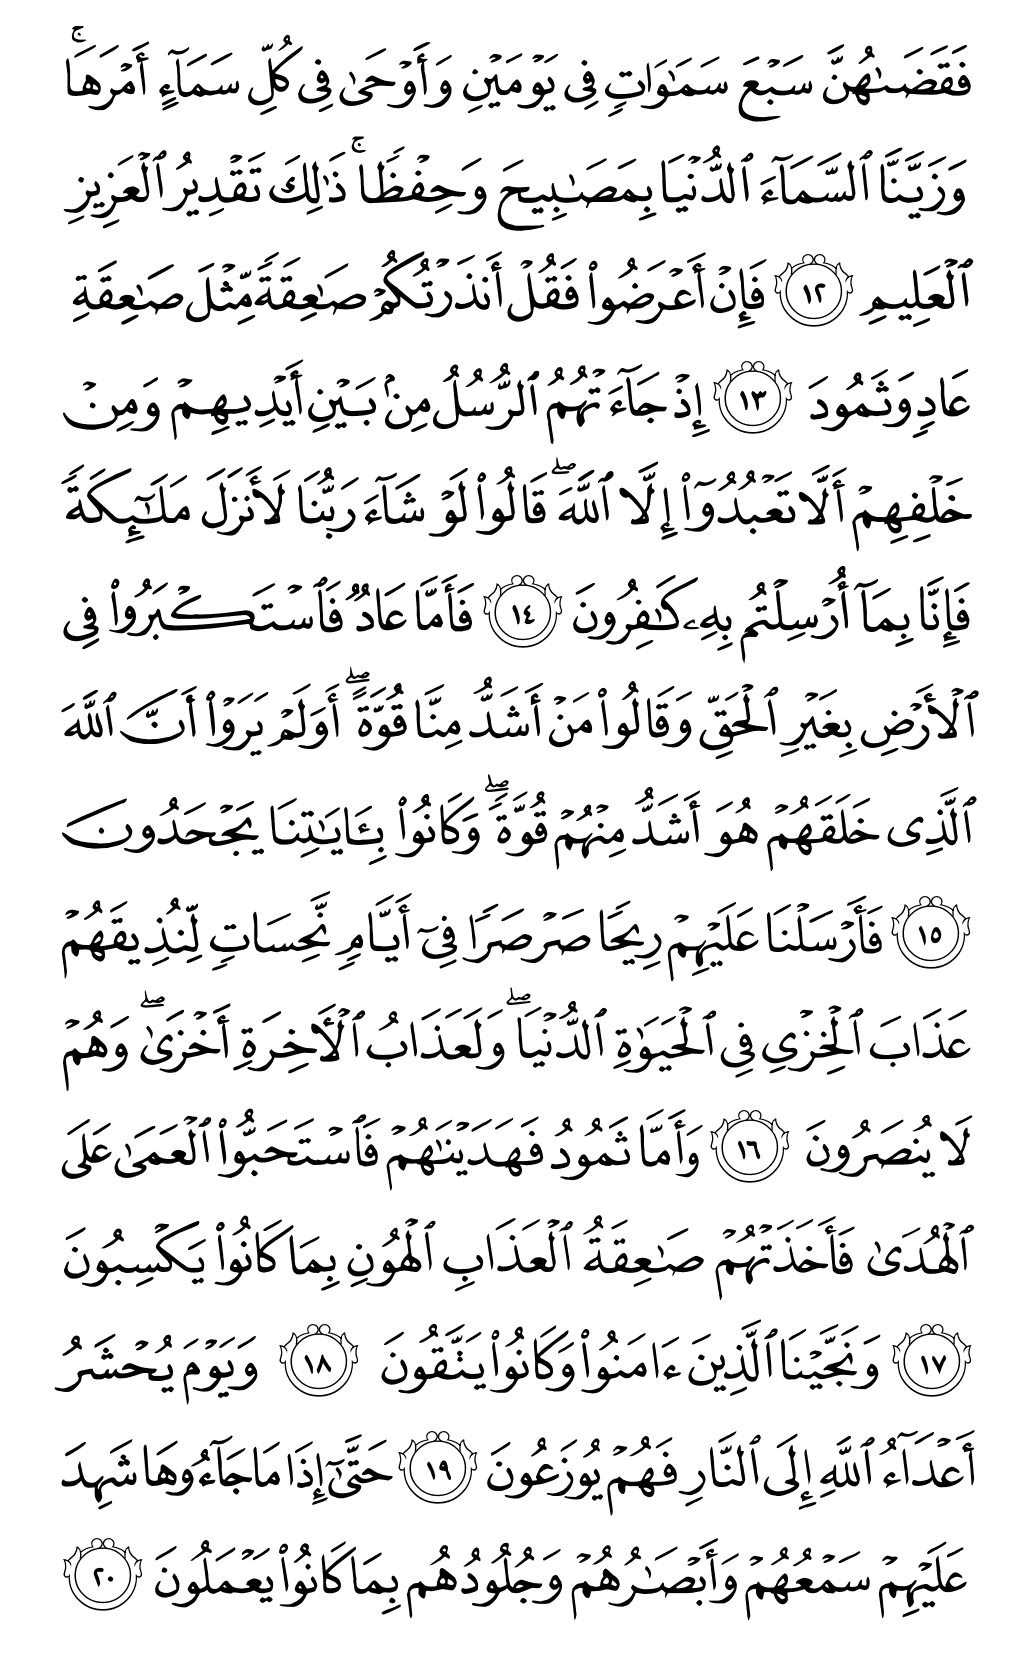 فَقَضَىٰهُنَّ سَبْعَ سَمَٰوَاتٍ فِى يَوْمَيْنِ وَأَوْحَىٰ فِى كُلِّ سَمَآءٍ أَمْرَهَا ۚ
وَزَيَّنَّا ٱلسَّمَآءَ ٱلدُّنْيَا بِمَصَٰبِيحَ وَحِفْظًا ۚ ذَٰلِكَ تَقْدِيرُ ٱلْعَزِيزِ
ٱلْعَلِيمِ ١٢ فَإِنْ أَعْرَضُوا۟ فَقُلْ أَنذَرْتُكُمْ صَٰعِقَةً مِّثْلَ صَٰعِقَةِ
عَادٍ وَثَمُودَ ١٣ إِذْ جَآءَتْهُمُ ٱلرُّسُلُ مِنۢ بَيْنِ أَيْدِيهِمْ وَمِنْ
خَلْفِهِمْ أَلَّا تَعْبُدُوٓا۟ إِلَّا ٱللَّهَ ۖ قَالُوا۟ لَوْ شَآءَ رَبُّنَا لَأَنزَلَ مَلَٰٓئِكَةً
فَإِنَّا بِمَآ أُرْسِلْتُم بِهِۦ كَٰفِرُونَ ١٤ فَأَمَّا عَادٌ فَٱسْتَكْبَرُوا۟ فِى
ٱلْأَرْضِ بِغَيْرِ ٱلْحَقِّ وَقَالُوا۟ مَنْ أَشَدُّ مِنَّا قُوَّةً ۖ أَوَلَمْ يَرَوْا۟ أَنَّ ٱللَّهَ
ٱلَّذِى خَلَقَهُمْ هُوَ أَشَدُّ مِنْهُمْ قُوَّةً ۖ وَكَانُوا۟ بِـَٔايَٰتِنَا يَجْحَدُونَ
١٥ فَأَرْسَلْنَا عَلَيْهِمْ رِيحًا صَرْصَرًا فِىٓ أَيَّامٍ نَّحِسَاتٍ لِّنُذِيقَهُمْ
عَذَابَ ٱلْخِزْىِ فِى ٱلْحَيَوٰةِ ٱلدُّنْيَا ۖ وَلَعَذَابُ ٱلْـَٔاخِرَةِ أَخْزَىٰ ۖ وَهُمْ
لَا يُنصَرُونَ ١٦ وَأَمَّا ثَمُودُ فَهَدَيْنَٰهُمْ فَٱسْتَحَبُّوا۟ ٱلْعَمَىٰ عَلَى
ٱلْهُدَىٰ فَأَخَذَتْهُمْ صَٰعِقَةُ ٱلْعَذَابِ ٱلْهُونِ بِمَا كَانُوا۟ يَكْسِبُونَ
١٧ وَنَجَّيْنَا ٱلَّذِينَ ءَامَنُوا۟ وَكَانُوا۟ يَتَّقُونَ ١٨ وَيَوْمَ يُحْشَرُ
أَعْدَآءُ ٱللَّهِ إِلَى ٱلنَّارِ فَهُمْ يُوزَعُونَ ١٩ حَتَّىٰٓ إِذَا مَا جَآءُوهَا شَهِدَ
عَلَيْهِمْ سَمْعُهُمْ وَأَبْصَٰرُهُمْ وَجُلُودُهُم بِمَا كَانُوا۟ يَعْمَلُونَ ٢٠